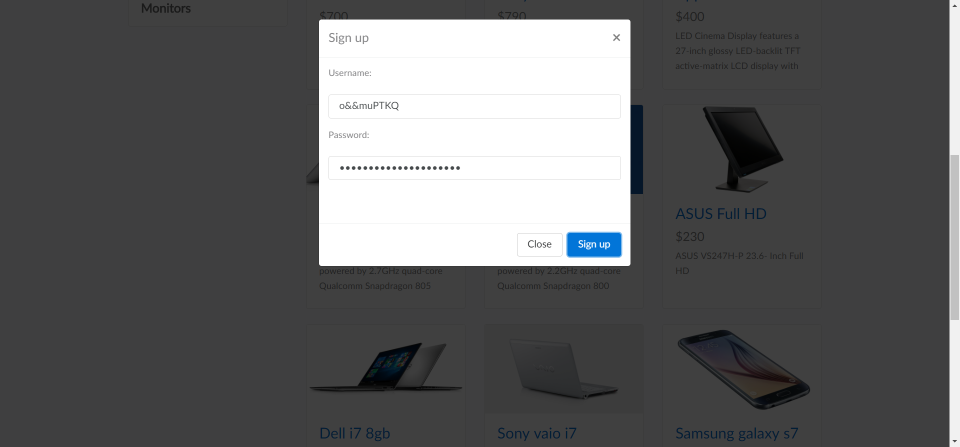 Monitors
$700
$790
$400
LED Cinema Display features a
27-inch glossy LED-backlit TFT
active-matrix LCD display with
Sign up
×
Username:
o&&muPTKQ
Password:
•••••••••••••••••••••
Close
Sign up
ASUS Full HD
$230
ASUS VS247H-P 23.6- Inch Full
HD
powered by 2.7GHz quad-core
Qualcomm Snapdragon 805
powered by 2.2GHz quad-core
Qualcomm Snapdragon 800
Dell i7 8gb
Sony vaio i7
Samsung galaxy s7